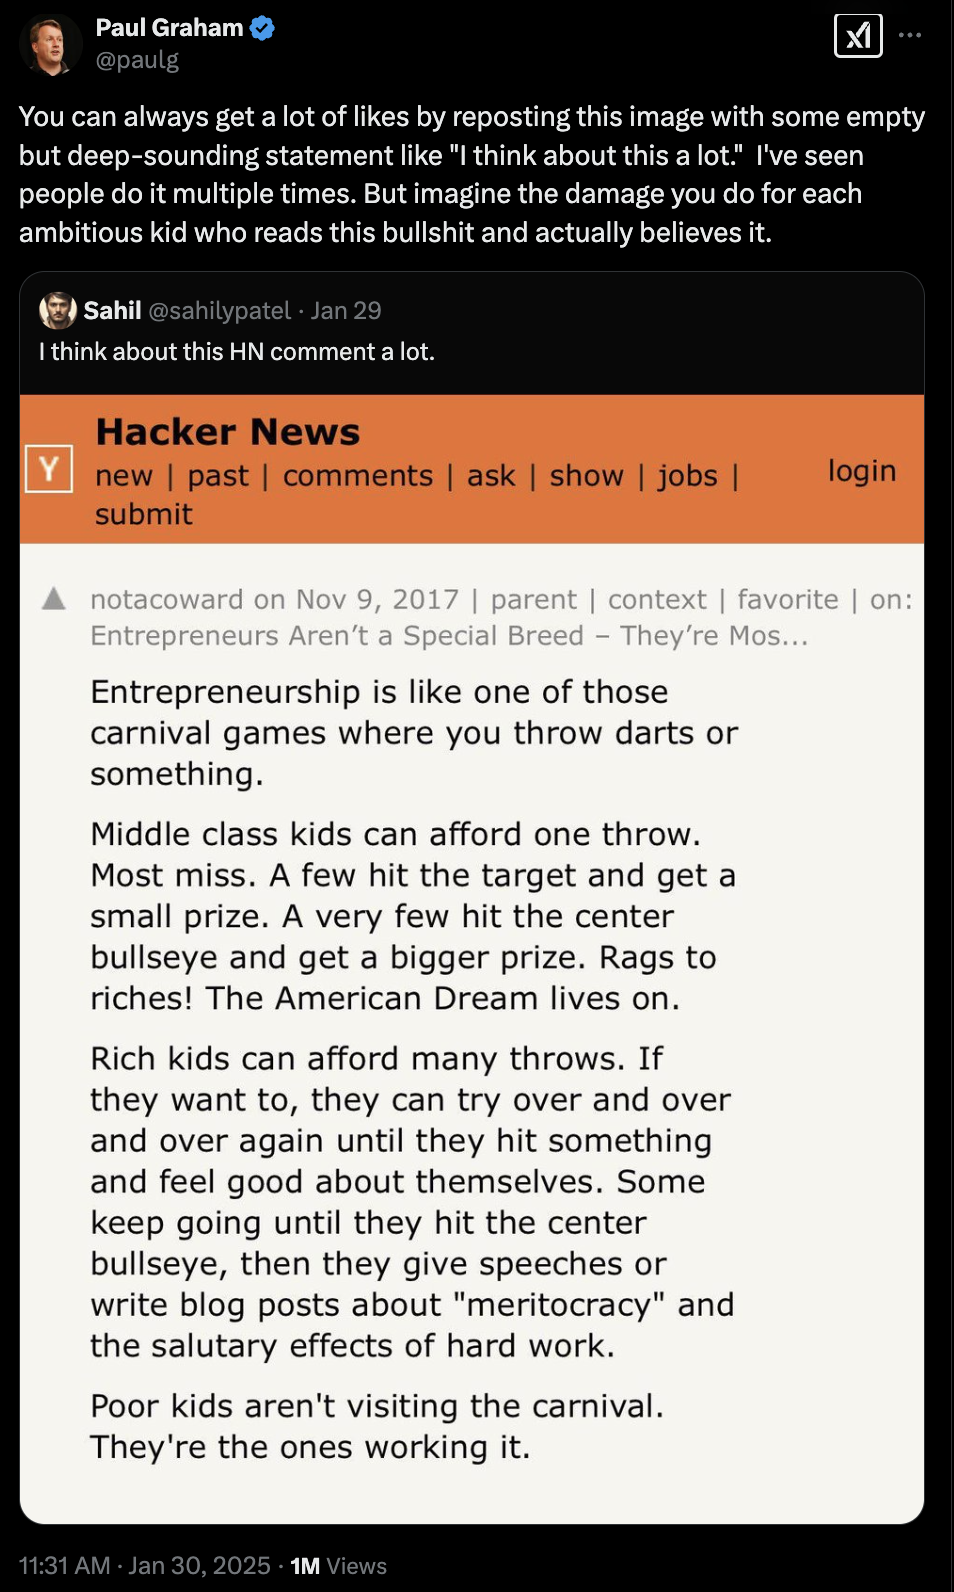 Paul Graham
@paulg
You can always get a lot of likes by reposting this image with some empty
but deep-sounding statement like "I think about this a lot."  I've seen
people do it multiple times. But imagine the damage you do for each
ambitious kid who reads this bullshit and actually believes it.
Sahil @sahilypatel · Jan 29
I think about this HN comment a lot.
Hacker News
Y
new | past | comments | ask | show | jobs |
submit
login
notacoward on Nov 9, 2017 | parent | context | favorite | on:
Entrepreneurs Aren’t a Special Breed – They’re Mos...
Entrepreneurship is like one of those
carnival games where you throw darts or
something.
Middle class kids can afford one throw.
Most miss. A few hit the target and get a
small prize. A very few hit the center
bullseye and get a bigger prize. Rags to
riches! The American Dream lives on.
Rich kids can afford many throws. If
they want to, they can try over and over
and over again until they hit something
and feel good about themselves. Some
keep going until they hit the center
bullseye, then they give speeches or
write blog posts about "meritocracy" and
the salutary effects of hard work.
Poor kids aren't visiting the carnival.
They're the ones working it.
11:31 AM · Jan 30, 2025 · 1M Views